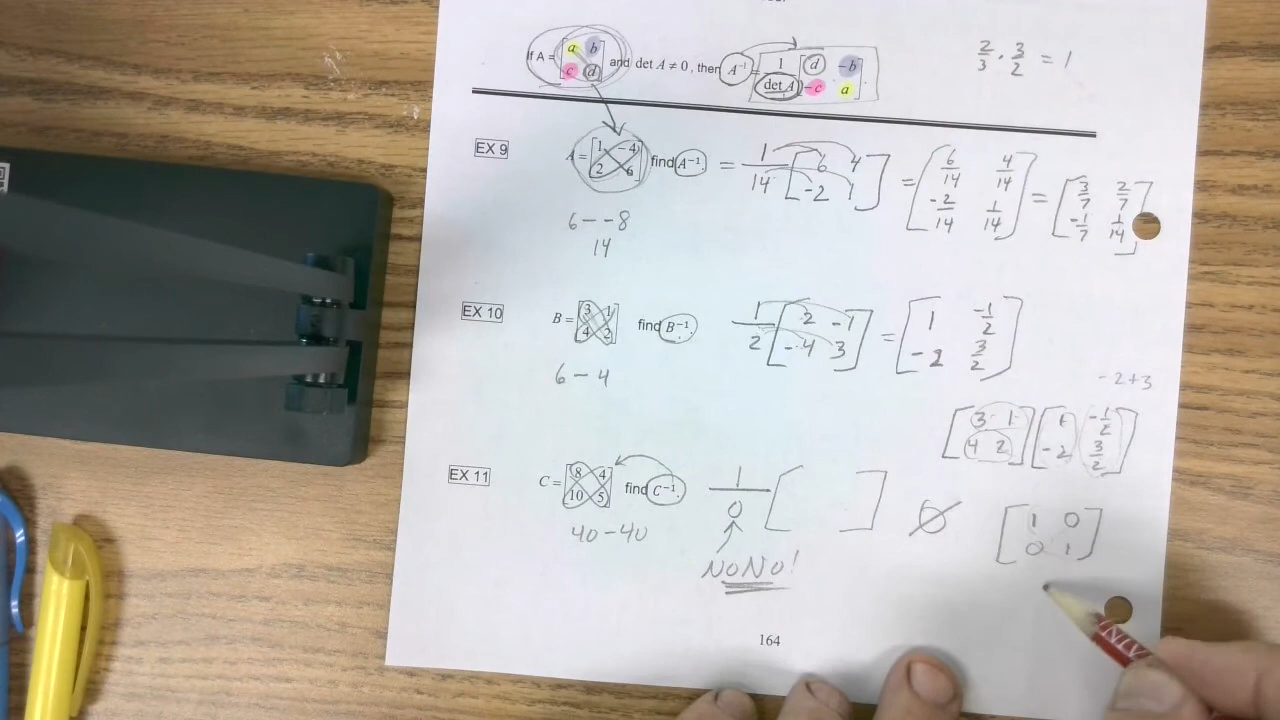 If A = [a b c d] and det A ≠ 0, then A⁻¹ = 1/det A [d -b -c a].
2/3 · 3/2 = 1
EX 9
A = [1 -4 2 6] find A⁻¹ = 1/14 [6 4 -2 1] = [6/14 4/14 -2/14 1/14] = [3/7 2/7 -1/7 1/14]
6 - -8
14
EX 10
B = [3 1 4 2] find B⁻¹. 1/2 [2 -1 -4 3] = [1 -1/2 -2 3/2]
6 - 4
-2+3
[3 1 4 2] [1 -1/2 -2 3/2]
EX 11
C = [8 4 10 5] find C⁻¹. 1/0 [ ] Ø
[1 0 0 1]
40 - 40
NONO!
164